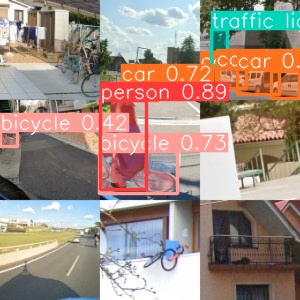 traffic lig
car 0.72
car 0.
person 0.89
bicycle 0.42
bicycle 0.73